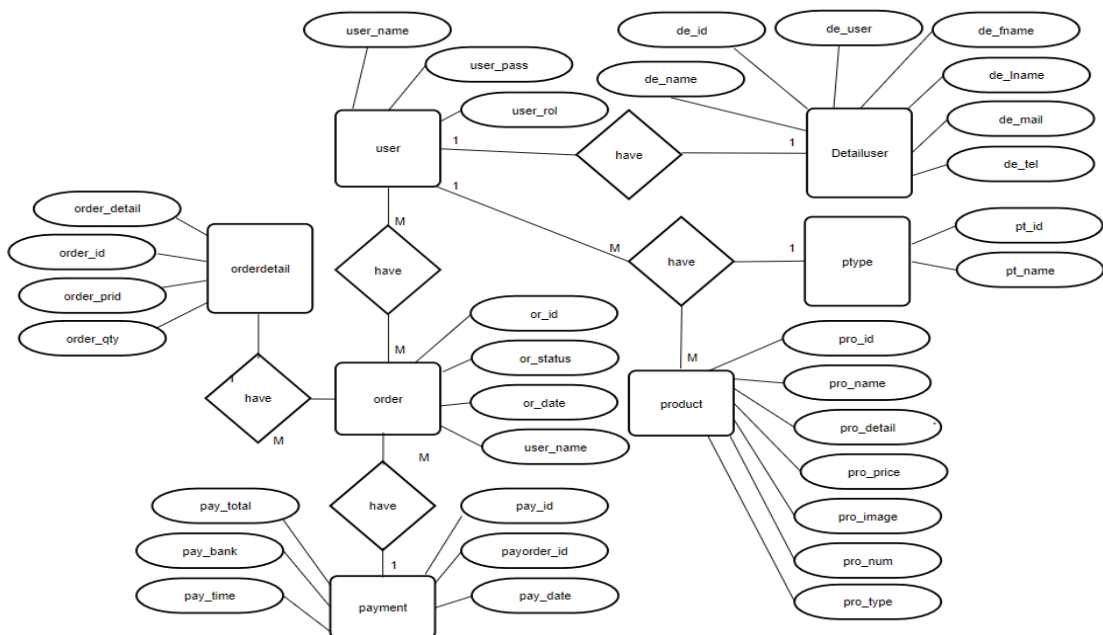 user_name
de_id
de_user
de_fname
user_pass
de_name
de_lname
user_rol
de_mail
user
1
have
1
Detailuser
de_tel
1
order_detail
M
pt_id
order_id
orderdetail
have
M
have
1
ptype
pt_name
order_prid
or_id
order_qty
M
or_status
M
pro_id
1
have
order
or_date
product
pro_name
M
M
user_name
pro_detail
pro_price
pay_total
have
pay_id
pro_image
pay_bank
payorder_id
pro_num
1
pay_time
payment
pay_date
pro_type